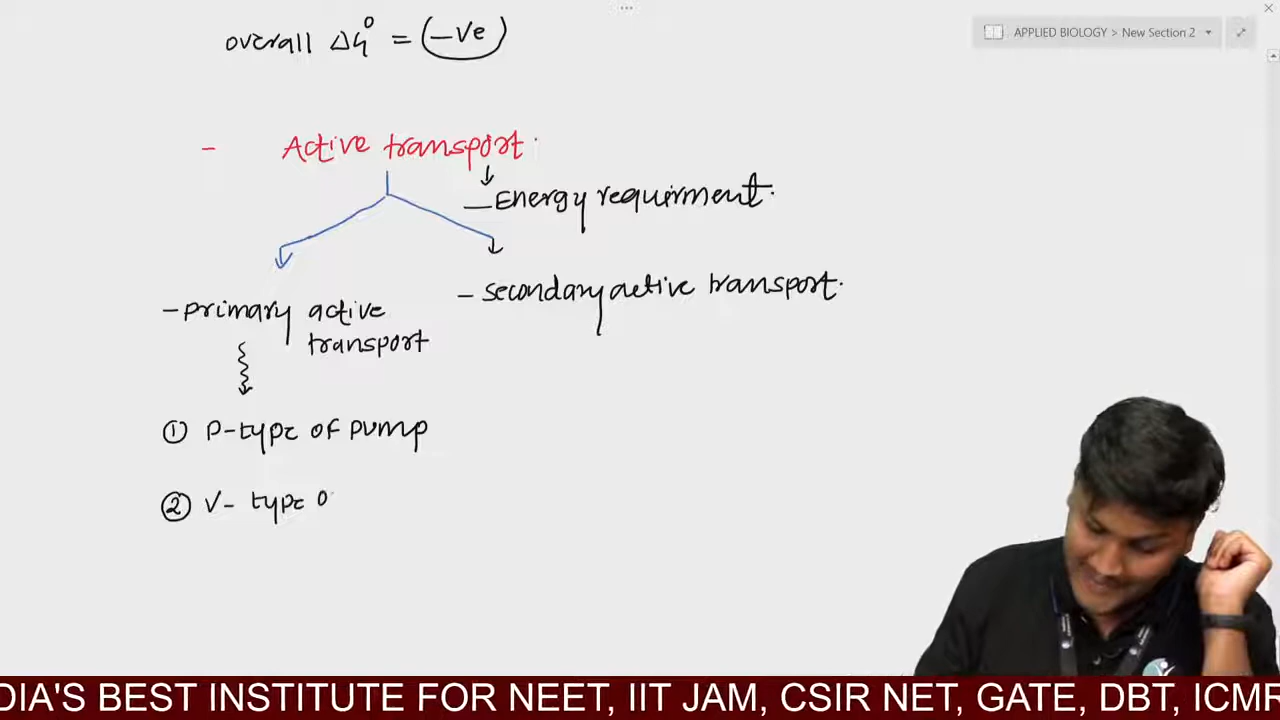 overall ΔG° = (-ve)
APPLIED BIOLOGY > New Section 2
- Active transport.
- Energy requirment.
- primary active
transport
- secondary active transport.
① P-type of pump
② V- type o
DIA'S BEST INSTITUTE FOR NEET, IIT JAM, CSIR NET, GATE, DBT, ICMR